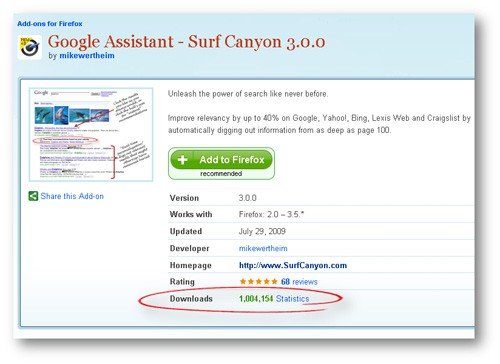 Add-ons for Firefox
Google Assistant - Surf Canyon 3.0.0
by mikewertheim
Unleash the power of search like never before.
Improve relevancy by up to 40% on Google, Yahoo!, Bing, Lexis Web and Craigslist by
automatically digging out information from as deep as page 100.
Add to Firefox
recommended
Share this Add-on
Version 3.0.0
Works with Firefox: 2.0 – 3.5.*
Updated July 29, 2009
Developer mikewertheim
Homepage http://www.SurfCanyon.com
Rating 68 reviews
Downloads 1,004,154 Statistics